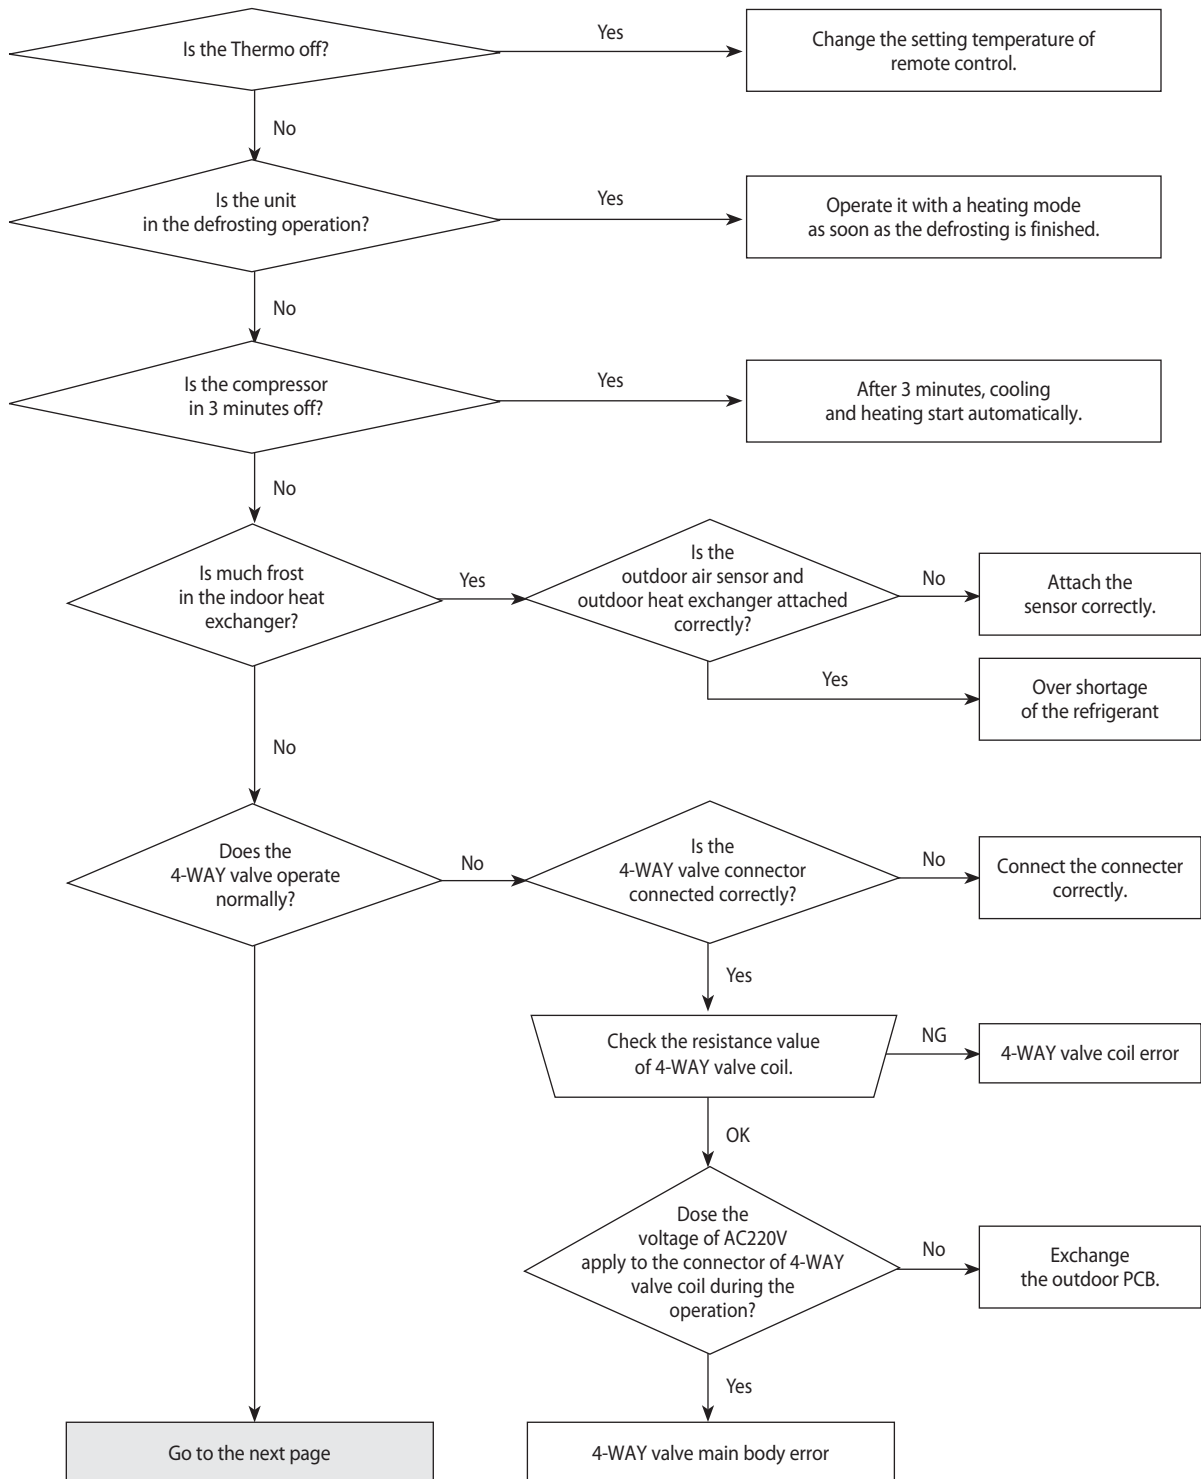 Is the Thermo off?
Yes
Change the setting temperature of
remote control.
No
Is the unit
in the defrosting operation?
Yes
Operate it with a heating mode
as soon as the defrosting is finished.
No
Is the compressor
in 3 minutes off?
Yes
After 3 minutes, cooling
and heating start automatically.
No
Is much frost
in the indoor heat
exchanger?
Yes
Is the
outdoor air sensor and
outdoor heat exchanger attached
correctly?
No
Attach the
sensor correctly.
Yes
Over shortage
of the refrigerant
No
Does the
4-WAY valve operate
normally?
No
Is the
4-WAY valve connector
connected correctly?
No
Connect the connecter
correctly.
Yes
Check the resistance value
of 4-WAY valve coil.
NG
4-WAY valve coil error
OK
Dose the
voltage of AC220V
apply to the connector of 4-WAY
valve coil during the
operation?
No
Exchange
the outdoor PCB.
Yes
Go to the next page
4-WAY valve main body error